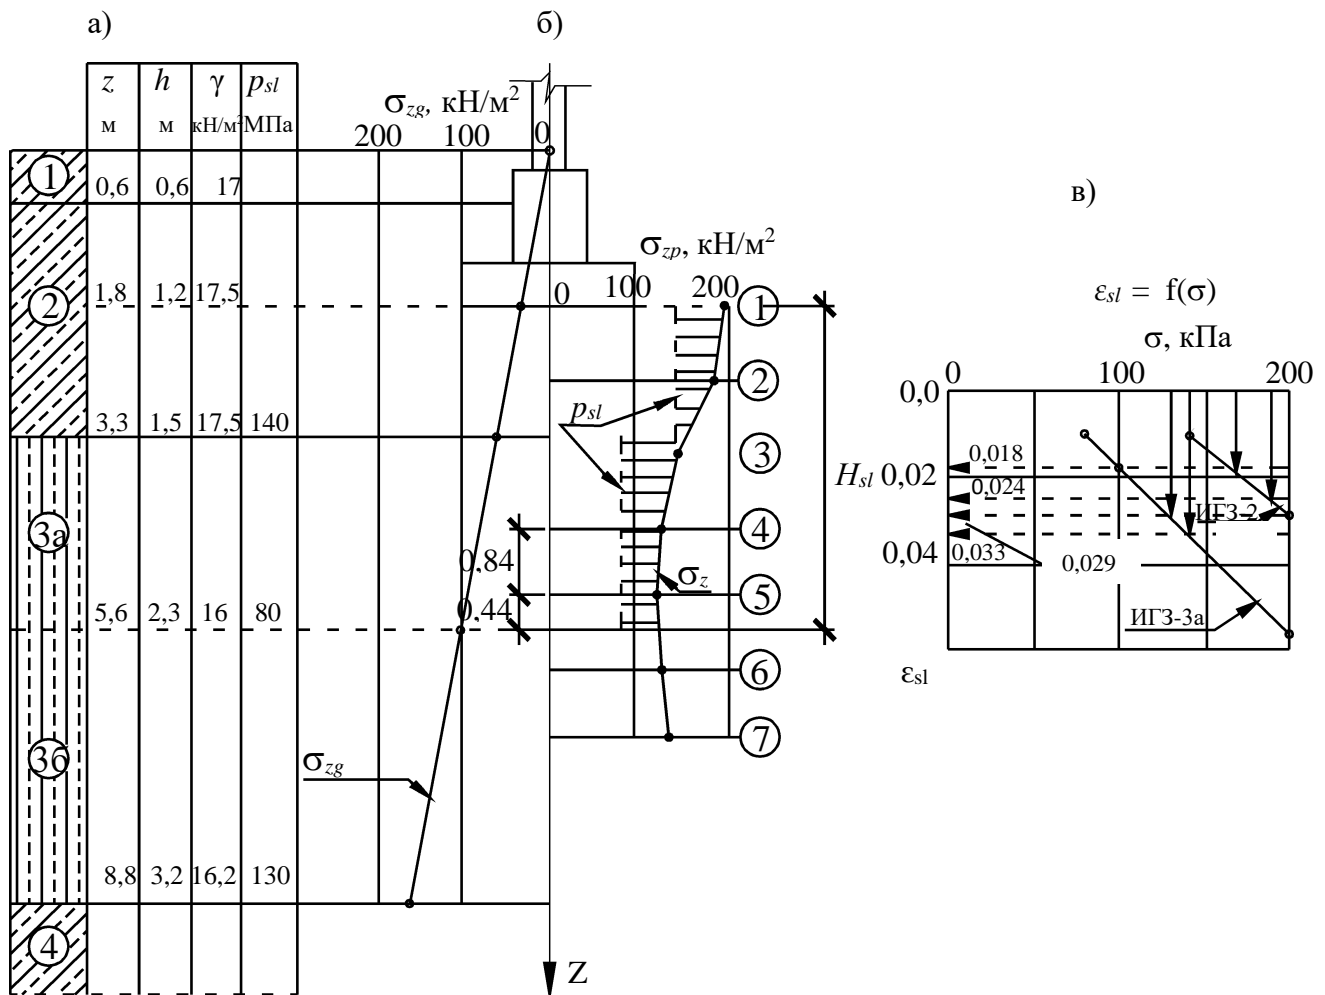 а)
б)
z h γ p_sl
м м кН/м² МПа
σ_zg, кН/м²
200 100 0
1
0,6 0,6 17
в)
σ_zp, кН/м²
0 100 200
2
1,8 1,2 17,5
1
ε_sl = f(σ)
σ, кПа
0 100 200
0,0
2
p_sl
3,3 1,5 17,5 140
3
0,018
H_sl
0,02
0,024
ИГЗ-2
3а
4
0,84
0,04
0,033
0,029
σ_z
5
5,6 2,3 16 80
0,44
ИГЗ-3а
6
ε_sl
7
3б
σ_zg
8,8 3,2 16,2 130
4
Z